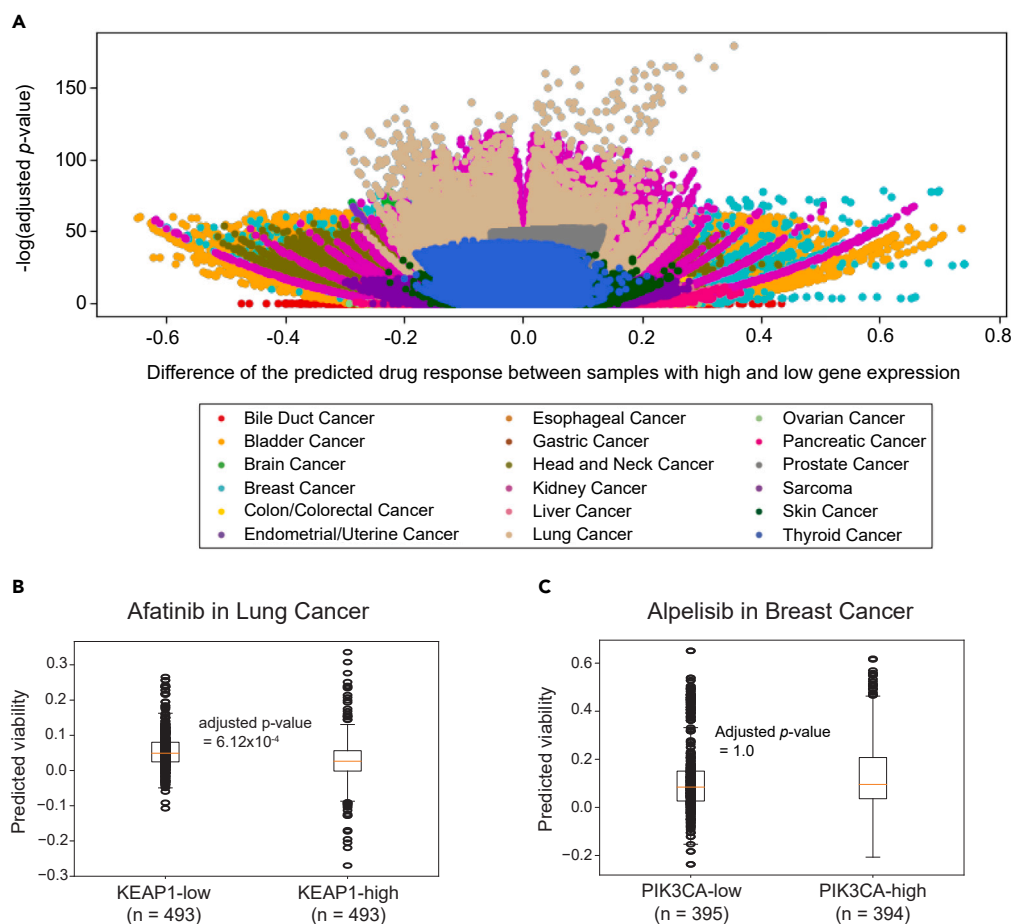 A
-log(adjusted p-value)
150
100
50
0
-0.6
-0.4
-0.2
0.0
0.2
0.4
0.6
0.8
Difference of the predicted drug response between samples with high and low gene expression
Bile Duct Cancer
Bladder Cancer
Brain Cancer
Breast Cancer
Colon/Colorectal Cancer
Endometrial/Uterine Cancer
Esophageal Cancer
Gastric Cancer
Head and Neck Cancer
Kidney Cancer
Liver Cancer
Lung Cancer
Ovarian Cancer
Pancreatic Cancer
Prostate Cancer
Sarcoma
Skin Cancer
Thyroid Cancer
B
Afatinib in Lung Cancer
Predicted viability
0.3
0.2
0.1
0.0
−0.1
−0.2
−0.3
adjusted p-value
= 6.12x10⁻⁴
KEAP1-low
(n = 493)
KEAP1-high
(n = 493)
C
Alpelisib in Breast Cancer
Predicted viability
0.6
0.4
0.2
0.0
−0.2
Adjusted p-value
= 1.0
PIK3CA-low
(n = 395)
PIK3CA-high
(n = 394)